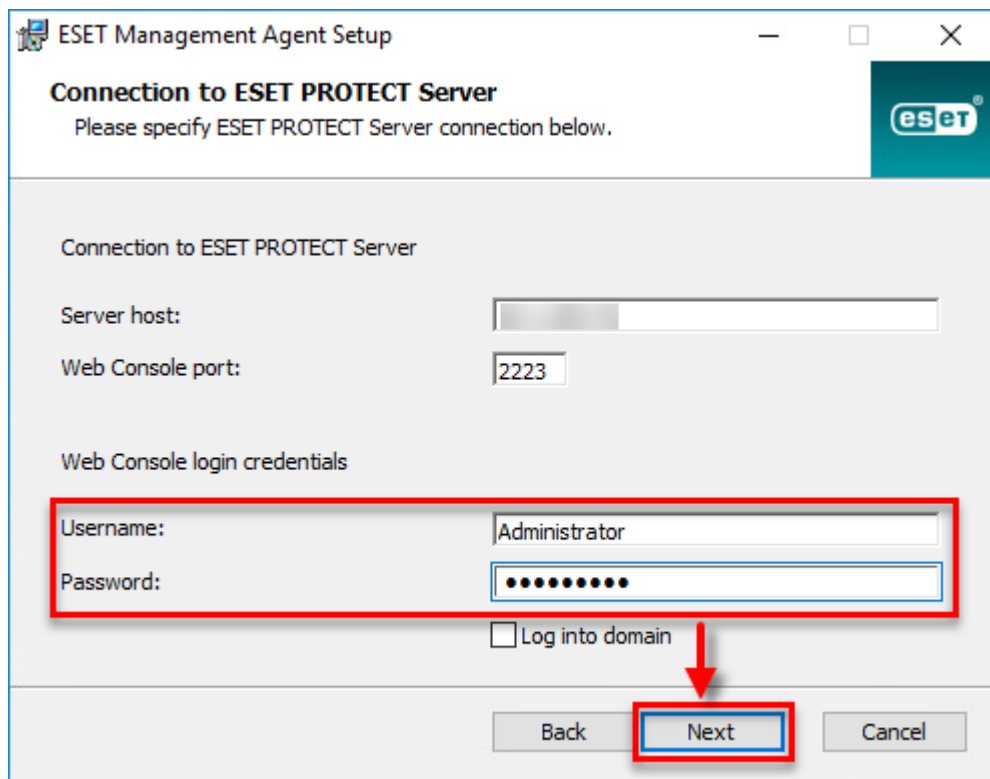 ESET Management Agent Setup
Connection to ESET PROTECT Server
Please specify ESET PROTECT Server connection below.
eseT®
Connection to ESET PROTECT Server
Server host:
Web Console port: 2223
Web Console login credentials
Username: Administrator
Password: ●●●●●●●●●
Log into domain
Back Next Cancel